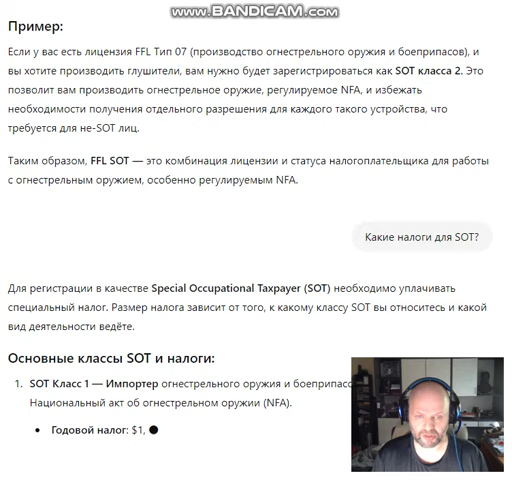 www.BANDICAM.com
Пример:
Если у вас есть лицензия FFL Тип 07 (производство огнестрельного оружия и боеприпасов), и
вы хотите производить глушители, вам нужно будет зарегистрироваться как SOT класса 2. Это
позволит вам производить огнестрельное оружие, регулируемое NFA, и избежать
необходимости получения отдельного разрешения для каждого такого устройства, что
требуется для не-SOT лиц.
Таким образом, FFL SOT — это комбинация лицензии и статуса налогоплательщика для работы
с огнестрельным оружием, особенно регулируемым NFA.
Какие налоги для SOT?
Для регистрации в качестве Special Occupational Taxpayer (SOT) необходимо уплачивать
специальный налог. Размер налога зависит от того, к какому классу SOT вы относитесь и какой
вид деятельности ведёте.
Основные классы SOT и налоги:
1. SOT Класс 1 — Импортер огнестрельного оружия и боеприпасо
Национальный акт об огнестрельном оружии (NFA).
• Годовой налог: $1,